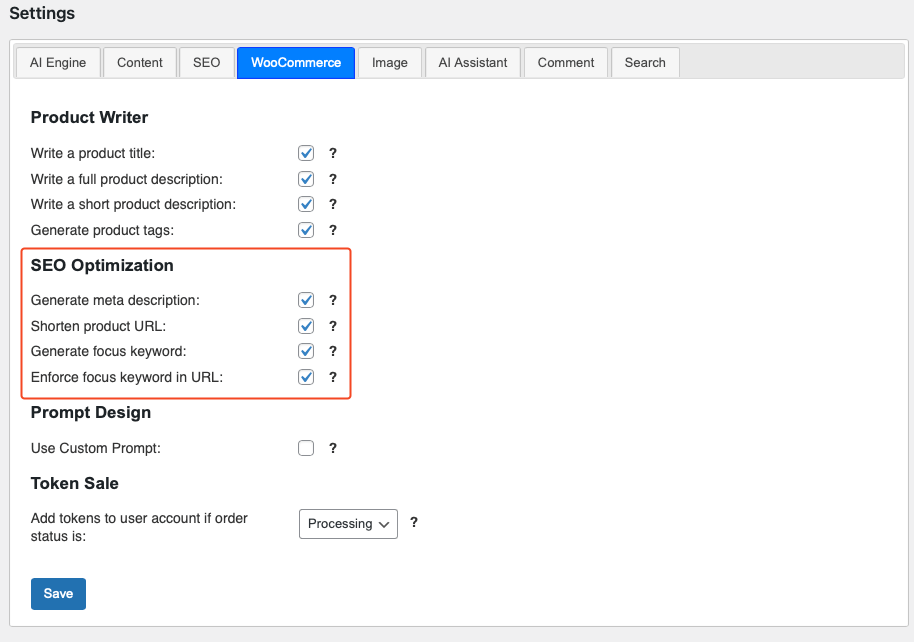 Settings
AI Engine
Content
SEO
WooCommerce
Image
AI Assistant
Comment
Search
Product Writer
Write a product title: ?
Write a full product description: ?
Write a short product description: ?
Generate product tags: ?
SEO Optimization
Generate meta description: ?
Shorten product URL: ?
Generate focus keyword: ?
Enforce focus keyword in URL: ?
Prompt Design
Use Custom Prompt: ?
Token Sale
Add tokens to user account if order
status is:
Processing ?
Save